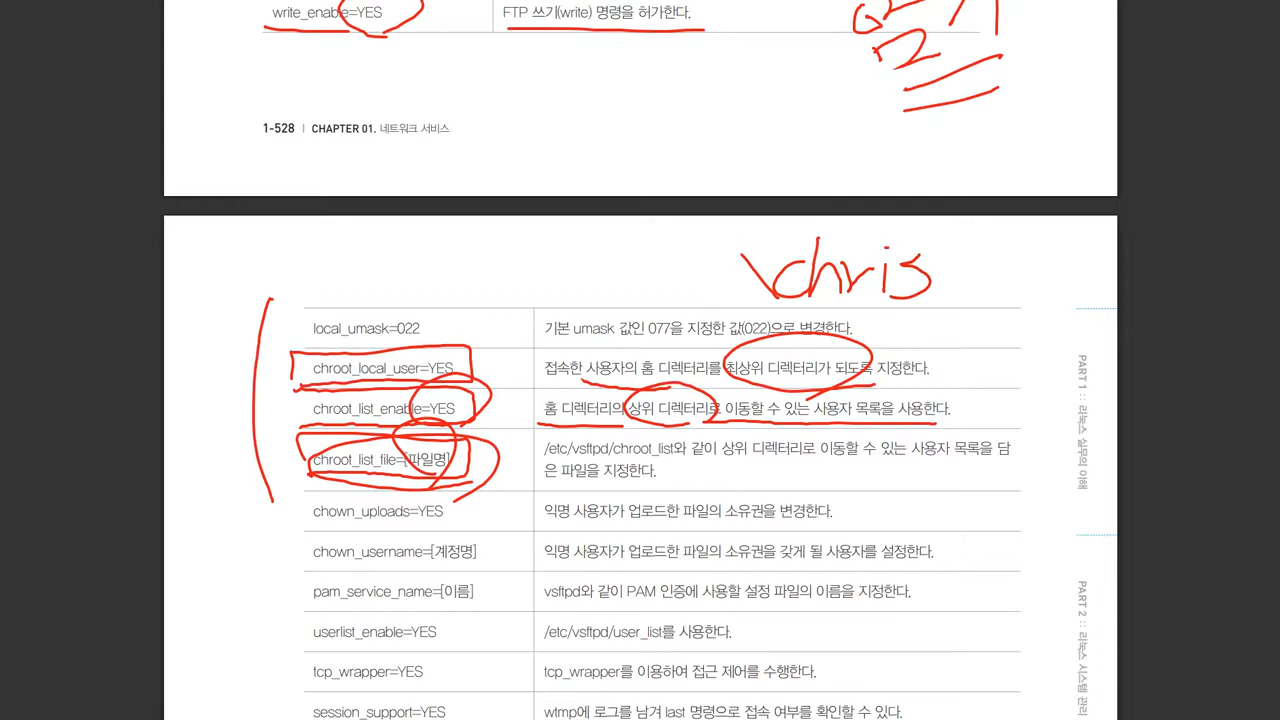 write_enable=YES FTP 쓰기(write) 명령을 허가한다.
1-528 | CHAPTER 01. 네트워크 서비스
chris
local_umask=022 기본 umask 값인 077을 지정한 값(022)으로 변경한다.
chroot_local_user=YES 접속한 사용자의 홈 디렉터리를 최상위 디렉터리가 되도록 지정한다.
chroot_list_enable=YES 홈 디렉터리의 상위 디렉터리로 이동할 수 있는 사용자 목록을 사용한다.
chroot_list_file=[파일명] /etc/vsftpd/chroot_list와 같이 상위 디렉터리로 이동할 수 있는 사용자 목록을 담
은 파일을 지정한다.
chown_uploads=YES 익명 사용자가 업로드한 파일의 소유권을 변경한다.
chown_username=[계정명] 익명 사용자가 업로드한 파일의 소유권을 갖게 될 사용자를 설정한다.
pam_service_name=[이름] vsftpd와 같이 PAM 인증에 사용할 설정 파일의 이름을 지정한다.
userlist_enable=YES /etc/vsftpd/user_list를 사용한다.
tcp_wrapper=YES tcp_wrapper를 이용하여 접근 제어를 수행한다.
session_support=YES wtmp에 로그를 남겨 last 명령으로 접속 여부를 확인할 수 있다.
PART 1 :: 리눅스 실무의 이해
PART 2 :: 리눅스 시스템 관리